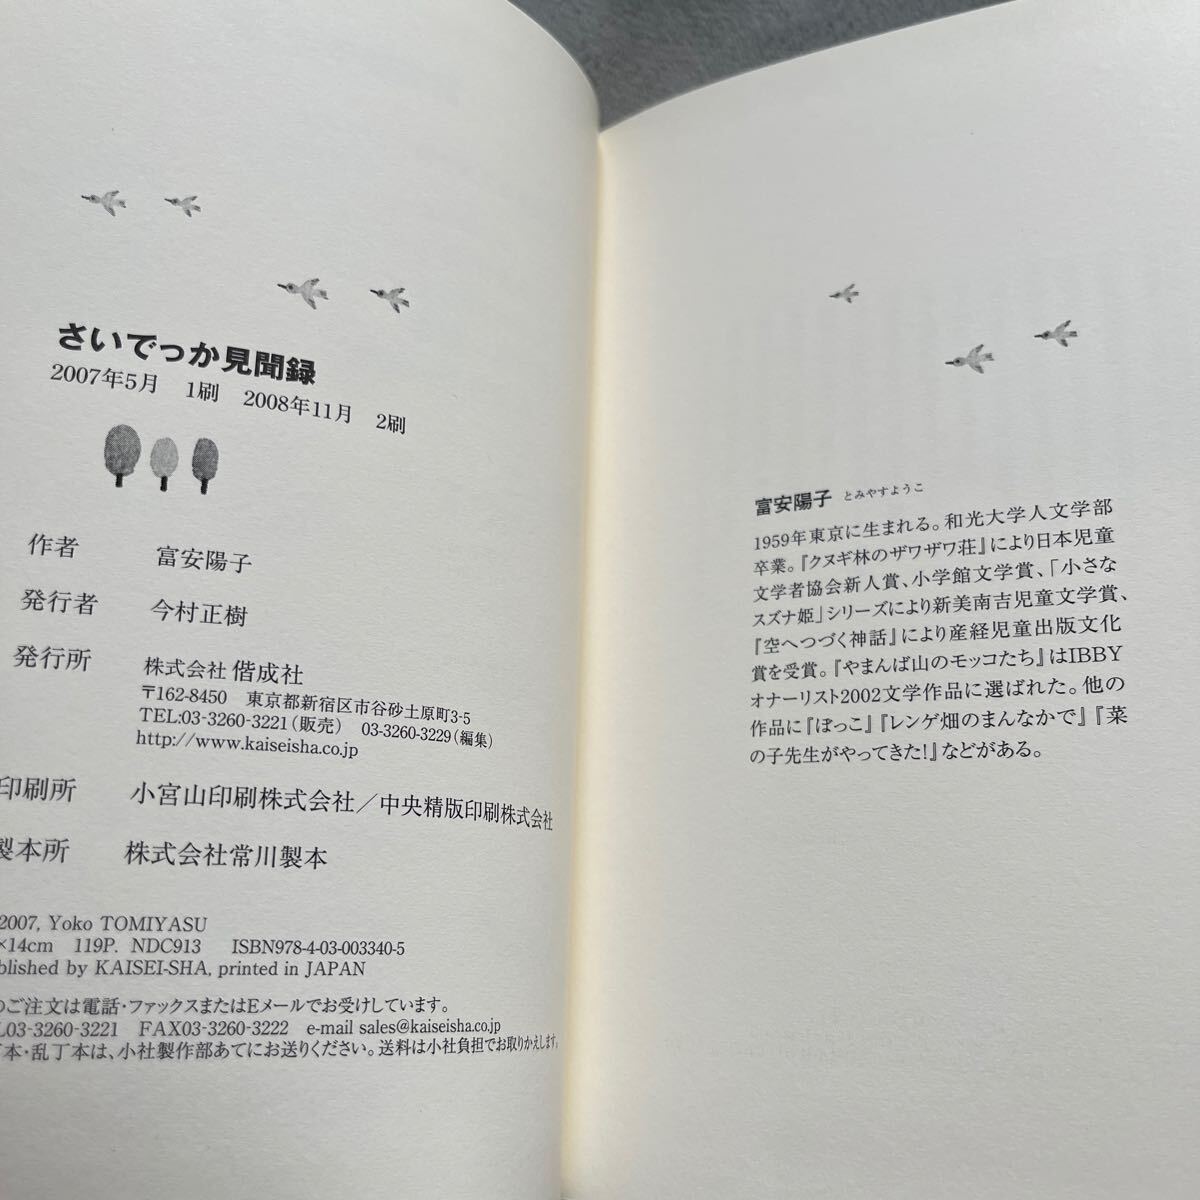 さいでっか見聞録
2007年5月　1刷　2008年11月　2刷
作者　富安陽子
発行者　今村正樹
発行所　株式会社 偕成社
〒162-8450　東京都新宿区市谷砂土原町3-5
TEL:03-3260-3221（販売）　03-3260-3229（編集）
http://www.kaiseisha.co.jp
印刷所　小宮山印刷株式会社／中央精版印刷株式会社
製本所　株式会社常川製本
2007, Yoko TOMIYASU
×14cm　119P.　NDC913　ISBN978-4-03-003340-5
blished by KAISEI-SHA, printed in JAPAN
のご注文は電話・ファックスまたはEメールでお受けしています。
L03-3260-3221　FAX03-3260-3222　e-mail sales@kaiseisha.co.jp
丁本・乱丁本は、小社製作部あてにお送りください。送料は小社負担でお取りかえします。
富安陽子　とみやすようこ
1959年東京に生まれる。和光大学人文学部
卒業。『クヌギ林のザワザワ荘』により日本児童
文学者協会新人賞、小学館文学賞、「小さな
スズナ姫」シリーズにより新美南吉児童文学賞、
『空へつづく神話』により産経児童出版文化
賞を受賞。『やまんば山のモッコたち』はIBBY
オナーリスト2002文学作品に選ばれた。他の
作品に『ぼっこ』『レンゲ畑のまんなかで』『菜
の子先生がやってきた!』などがある。